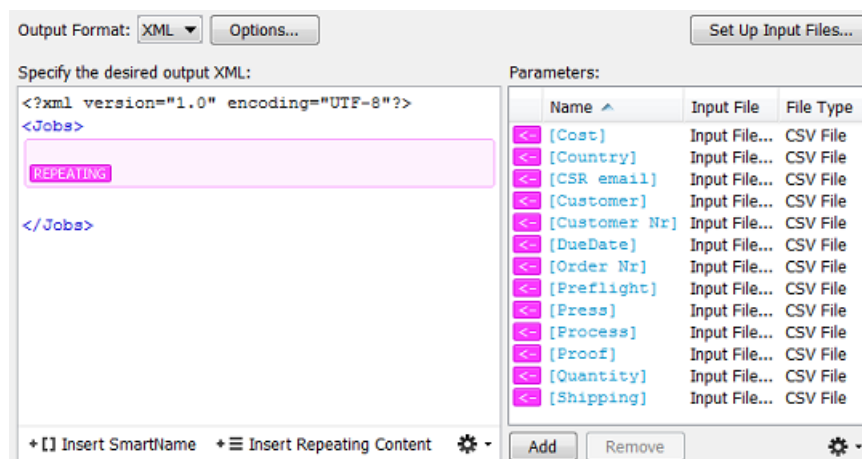 Output Format: XML Options... Set Up Input Files...
Specify the desired output XML: Parameters:
<?xml version="1.0" encoding="UTF-8"?>
<Jobs>
REPEATING
</Jobs>
+[] Insert SmartName +≡ Insert Repeating Content
Name Input File File Type
<- [Cost] Input File... CSV File
<- [Country] Input File... CSV File
<- [CSR email] Input File... CSV File
<- [Customer] Input File... CSV File
<- [Customer Nr] Input File... CSV File
<- [DueDate] Input File... CSV File
<- [Order Nr] Input File... CSV File
<- [Preflight] Input File... CSV File
<- [Press] Input File... CSV File
<- [Process] Input File... CSV File
<- [Proof] Input File... CSV File
<- [Quantity] Input File... CSV File
<- [Shipping] Input File... CSV File
Add Remove